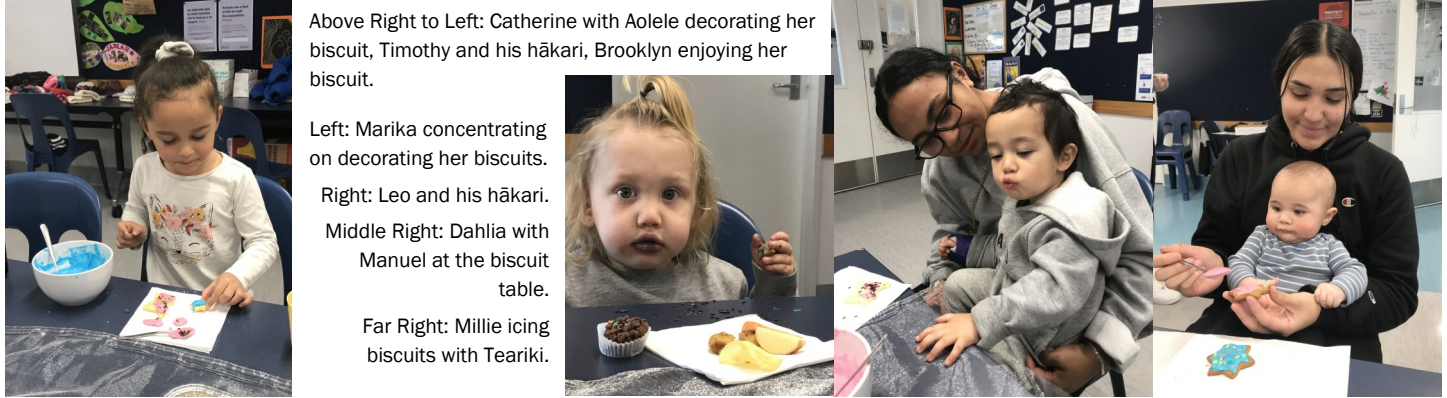 Above Right to Left: Catherine with Aolele decorating her
biscuit, Timothy and his hākari, Brooklyn enjoying her
biscuit.
Left: Marika concentrating
on decorating her biscuits.
Right: Leo and his hākari.
Middle Right: Dahlia with
Manuel at the biscuit
table.
Far Right: Millie icing
biscuits with Teariki.